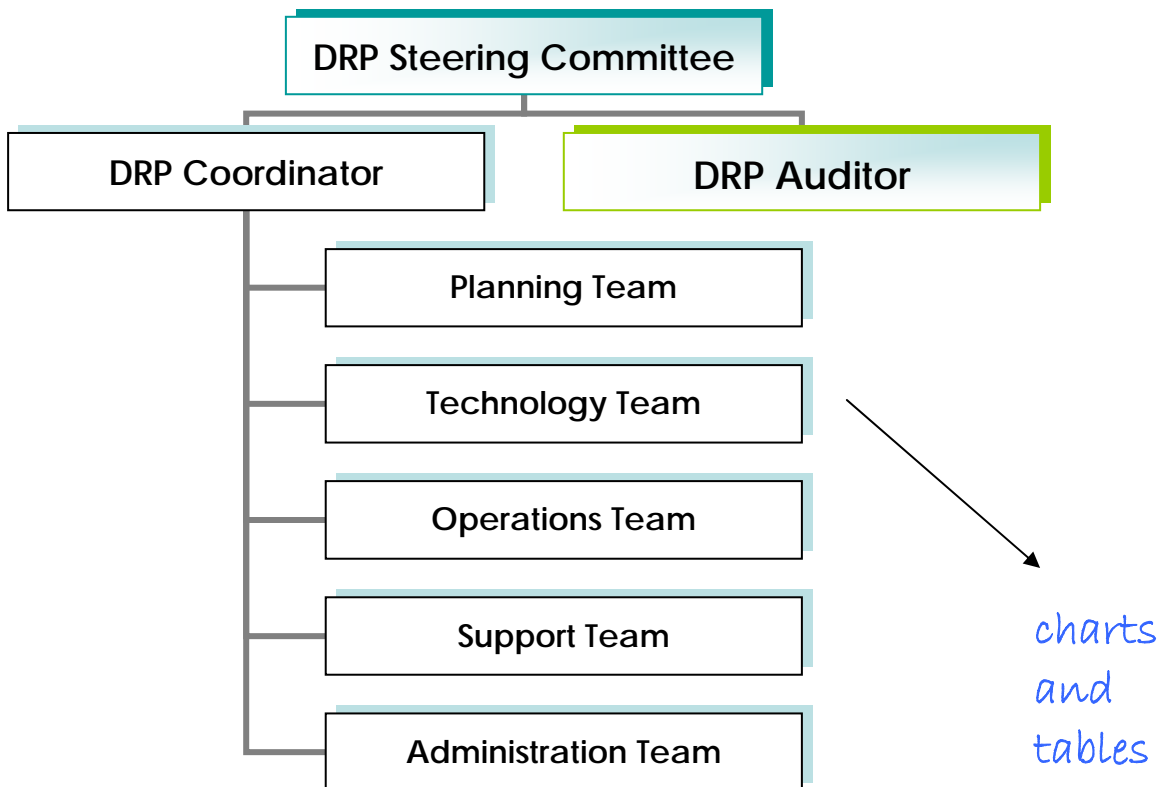 DRP Steering Committee
DRP Coordinator
DRP Auditor
Planning Team
Technology Team
Operations Team
Support Team
Administration Team
charts
and
tables